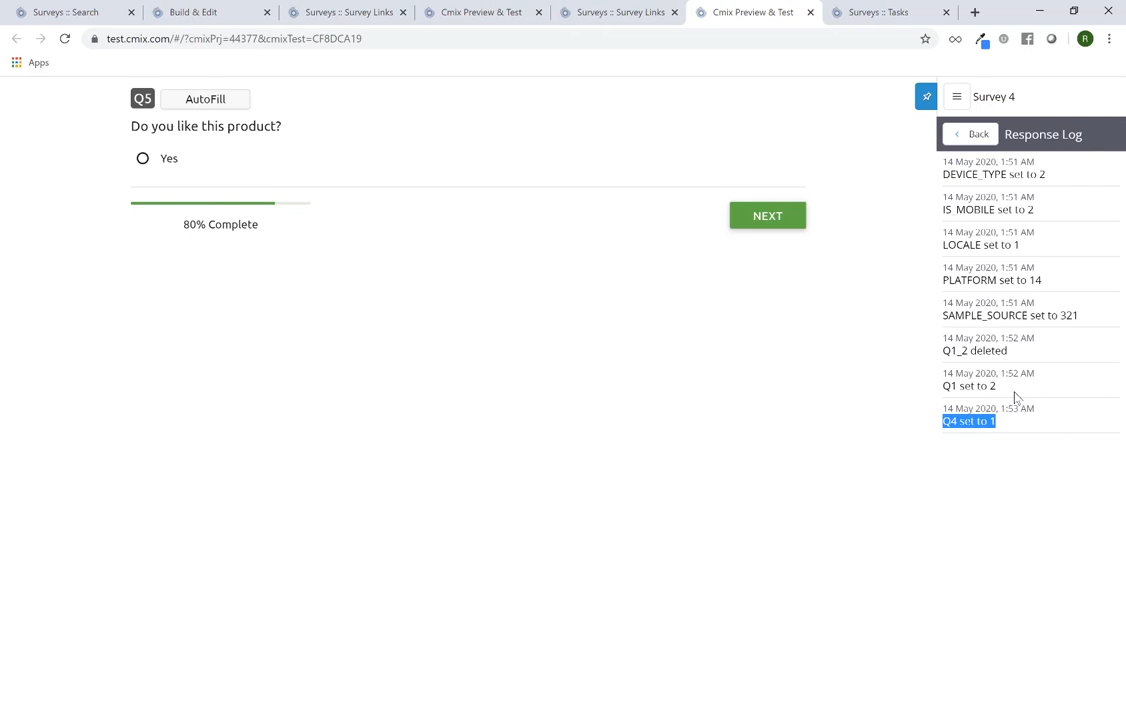 Surveys :: Search
Build & Edit
Surveys :: Survey Links
Cmix Preview & Test
Surveys :: Survey Links
Cmix Preview & Test
Surveys :: Tasks
test.cmix.com/#/?cmixPrj=44377&cmixTest=CF8DCA19
R
Apps
Q5 AutoFill
Do you like this product?
Yes
80% Complete
NEXT
Survey 4
Back Response Log
14 May 2020, 1:51 AM
DEVICE_TYPE set to 2
14 May 2020, 1:51 AM
IS_MOBILE set to 2
14 May 2020, 1:51 AM
LOCALE set to 1
14 May 2020, 1:51 AM
PLATFORM set to 14
14 May 2020, 1:51 AM
SAMPLE_SOURCE set to 321
14 May 2020, 1:52 AM
Q1_2 deleted
14 May 2020, 1:52 AM
Q1 set to 2
14 May 2020, 1:53 AM
Q4 set to 1